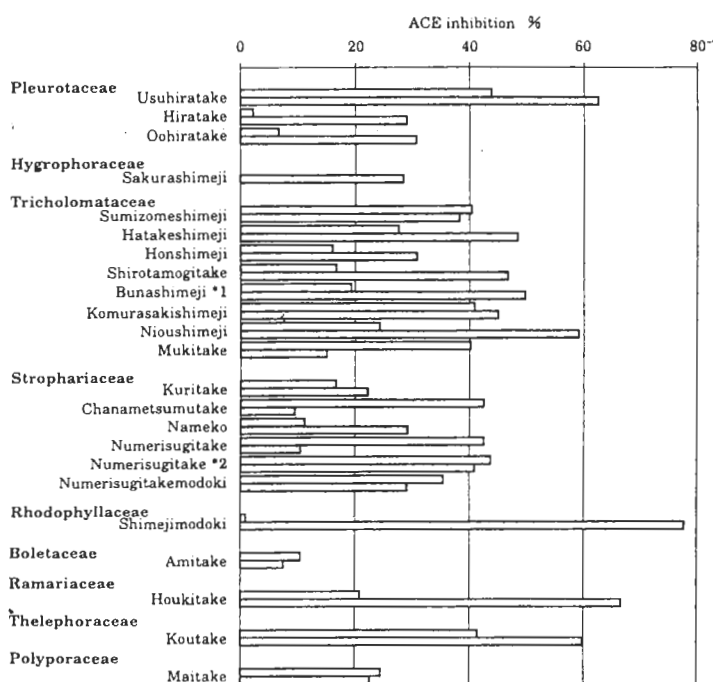 ACE inhibition %
0 20 40 60 80
Pleurotaceae
Usuhiratake
Hiratake
Oohiratake
Hygrophoraceae
Sakurashimeji
Tricholomataceae
Sumizomeshimeji
Hatakeshimeji
Honshimeji
Shirotamogitake
Bunashimeji *1
Komurasakishimeji
Nioushimeji
Mukitake
Strophariaceae
Kuritake
Chanametsumutake
Nameko
Numerisugitake
Numerisugitake *2
Numerisugitakemodoki
Rhodophyllaceae
Shimejimodoki
Boletaceae
Amitake
Ramariaceae
Houkitake
Thelephoraceae
Koutake
Polyporaceae
Maitake